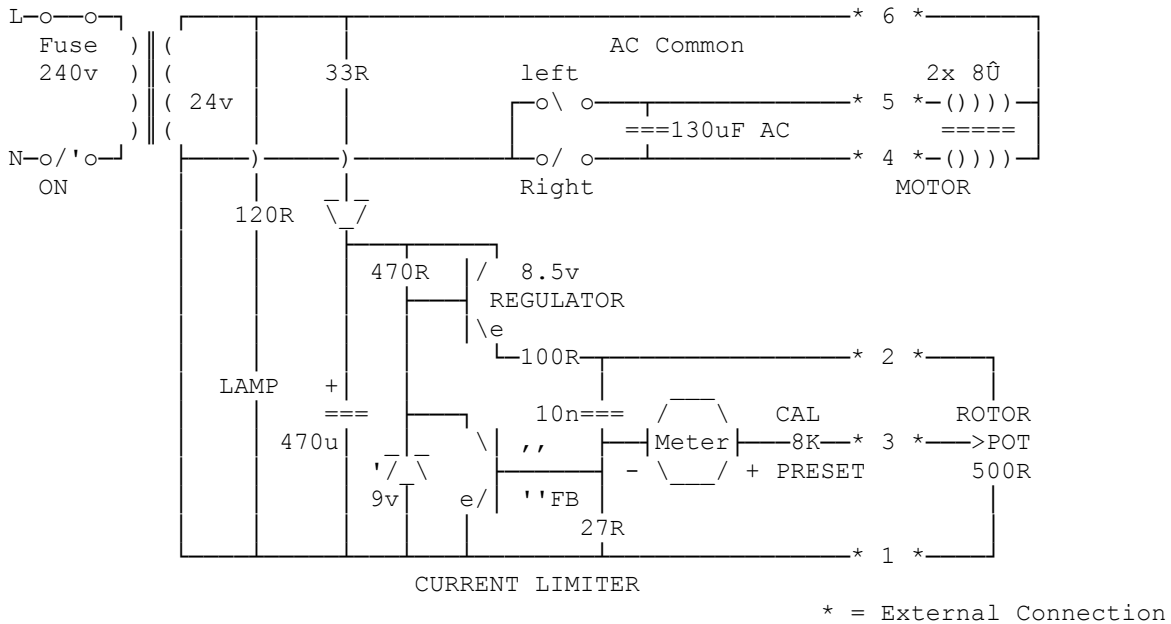 L
* 6 *
Fuse
AC Common
240v
33R
left
2x 8Û
24v
* 5 *
===130uF AC
=====
N
* 4 *
ON
Right
MOTOR
120R
470R
8.5v
REGULATOR
e
100R
* 2 *
LAMP
+
===
10n===
CAL
ROTOR
470u
Meter
8K
* 3 *
>POT
- + PRESET
500R
9v
e/
''FB
27R
* 1 *
CURRENT LIMITER
* = External Connection